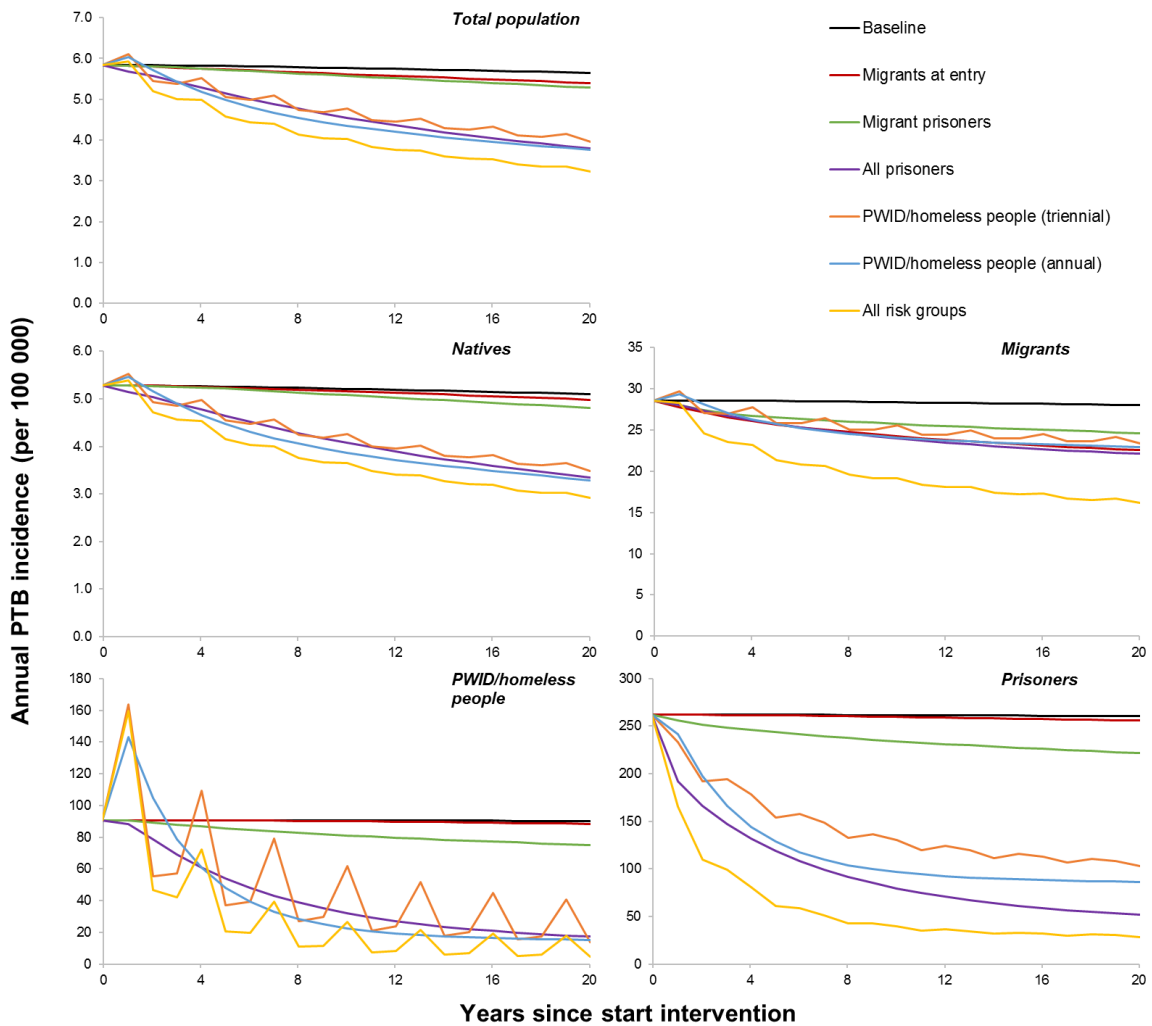 Total population
7.0
6.0
5.0
4.0
3.0
2.0
1.0
0.0
0 4 8 12 16 20
Baseline
Migrants at entry
Migrant prisoners
All prisoners
PWID/homeless people (triennial)
PWID/homeless people (annual)
All risk groups
Annual PTB incidence (per 100 000)
Natives
6.0
5.0
4.0
3.0
2.0
1.0
0.0
0 4 8 12 16 20
Migrants
35
30
25
20
15
10
5
0
0 4 8 12 16 20
PWID/homeless
people
180
160
140
120
100
80
60
40
20
0
0 4 8 12 16 20
Prisoners
300
250
200
150
100
50
0
0 4 8 12 16 20
Years since start intervention